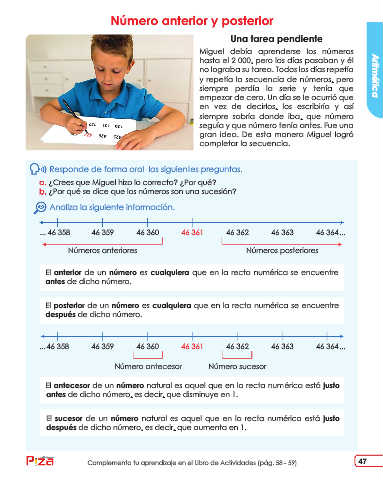 Número anterior y posterior
Una tarea pendiente
Miguel debía aprenderse los números
hasta el 2 000, pero los días pasaban y él
no lograba su tarea. Todos los días repetía
y repetía la secuencia de números, pero
siempre perdía la serie y tenía que
empezar de cero. Un día se le ocurrió que
en vez de decirlos, los escribiría y así
siempre sabría donde iba, que número
seguía y que número tenía antes. Fue una
gran idea. De esta manera Miguel logró
completar la secuencia.
Aritmética
Responde de forma oral las siguientes preguntas.
a. ¿Crees que Miguel hizo lo correcto? ¿Por qué?
b. ¿Por qué se dice que los números son una sucesión?
Analiza la siguiente información.
... 46 358 46 359 46 360 46 361 46 362 46 363 46 364...
Números anteriores Números posteriores
El anterior de un número es cualquiera que en la recta numérica se encuentre
antes de dicho número.
El posterior de un número es cualquiera que en la recta numérica se encuentre
después de dicho número.
... 46 358 46 359 46 360 46 361 46 362 46 363 46 364...
Número antecesor Número sucesor
El antecesor de un número natural es aquel que en la recta numérica está justo
antes de dicho número, es decir, que disminuye en 1.
El sucesor de un número natural es aquel que en la recta numérica está justo
después de dicho número, es decir, que aumenta en 1.
Complementa tu aprendizaje en el Libro de Actividades (pág. 58 - 59)
47